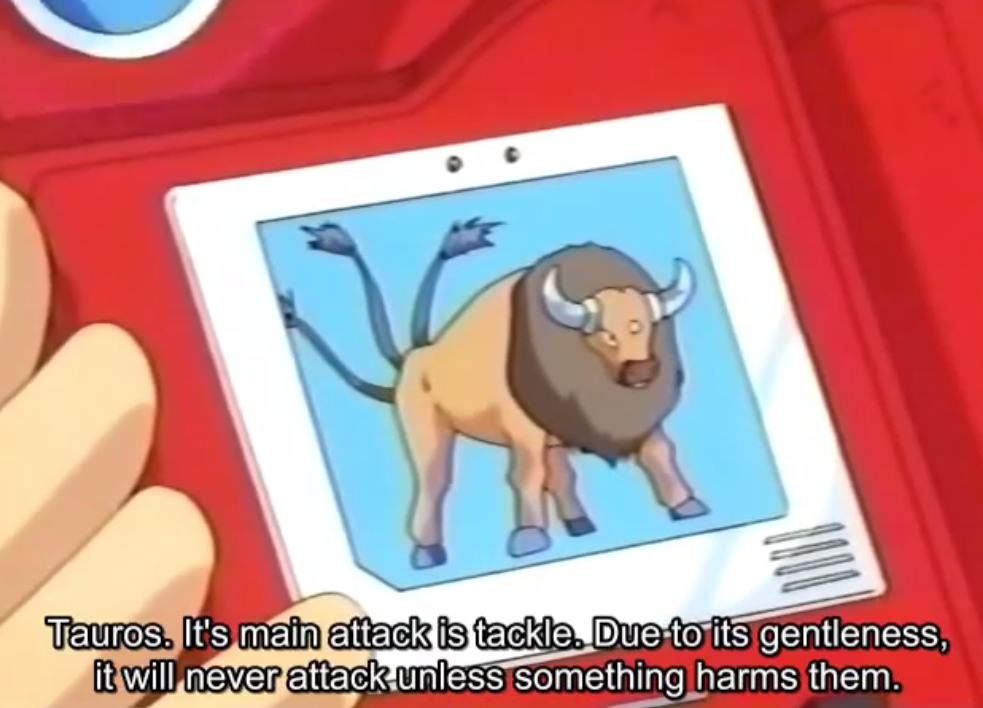 Tauros. It's main attack is tackle. Due to its gentleness,
it will never attack unless something harms them.